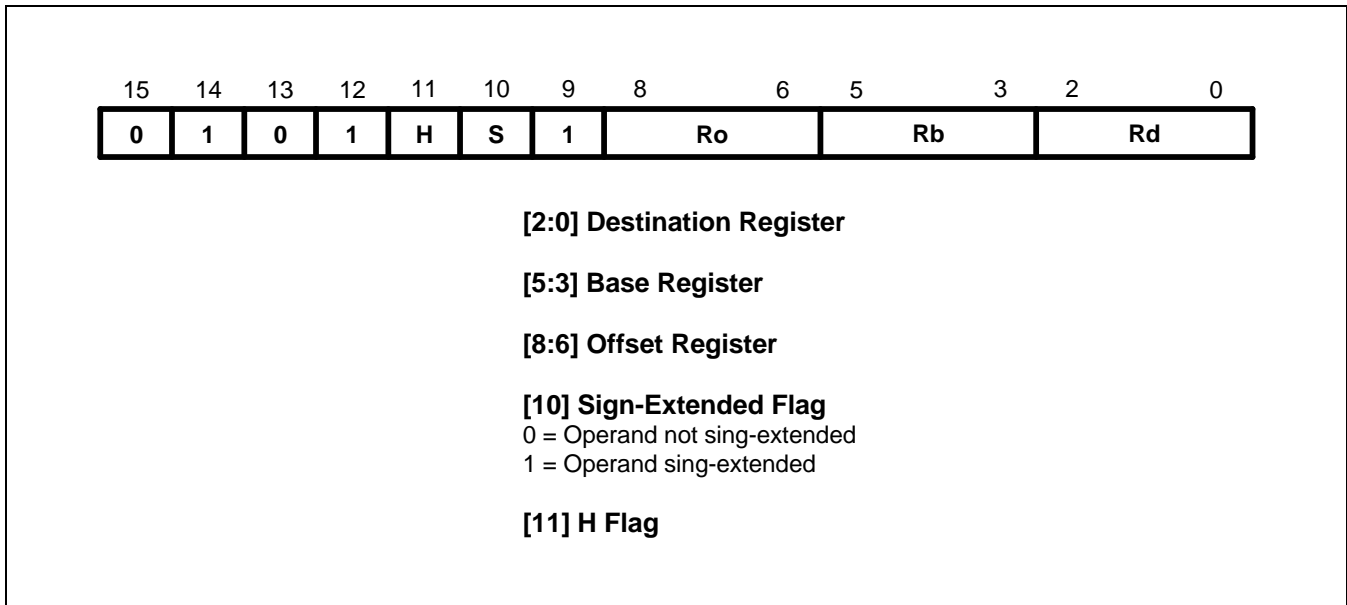 15 14 13 12 11 10 9 8 6 5 3 2 0
0 1 0 1 H S 1 Ro Rb Rd
[2:0] Destination Register
[5:3] Base Register
[8:6] Offset Register
[10] Sign-Extended Flag
0 = Operand not sing-extended
1 = Operand sing-extended
[11] H Flag